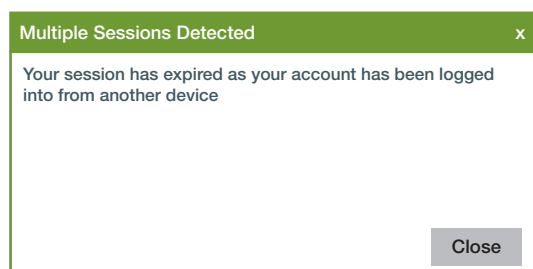 Multiple Sessions Detected x
Your session has expired as your account has been logged
into from another device
Close